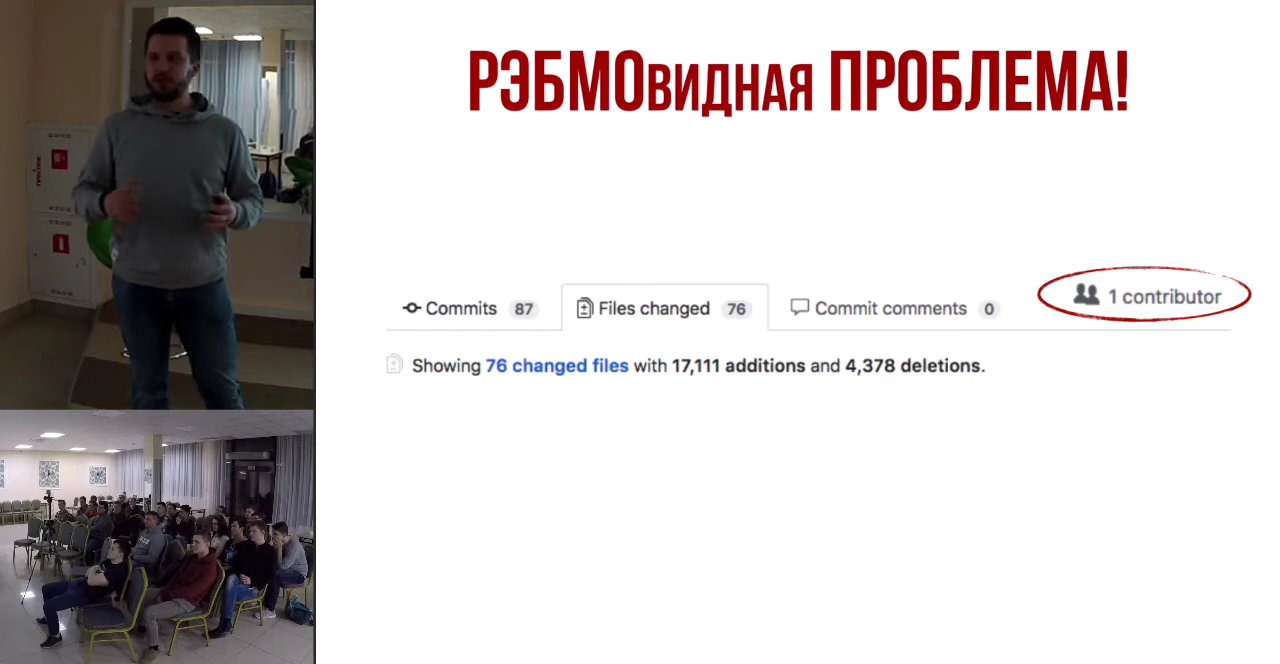 РЭБМОВИДНАЯ ПРОБЛЕМА!
Commits 87
Files changed 76
Commit comments 0
1 contributor
Showing 76 changed files with 17,111 additions and 4,378 deletions.